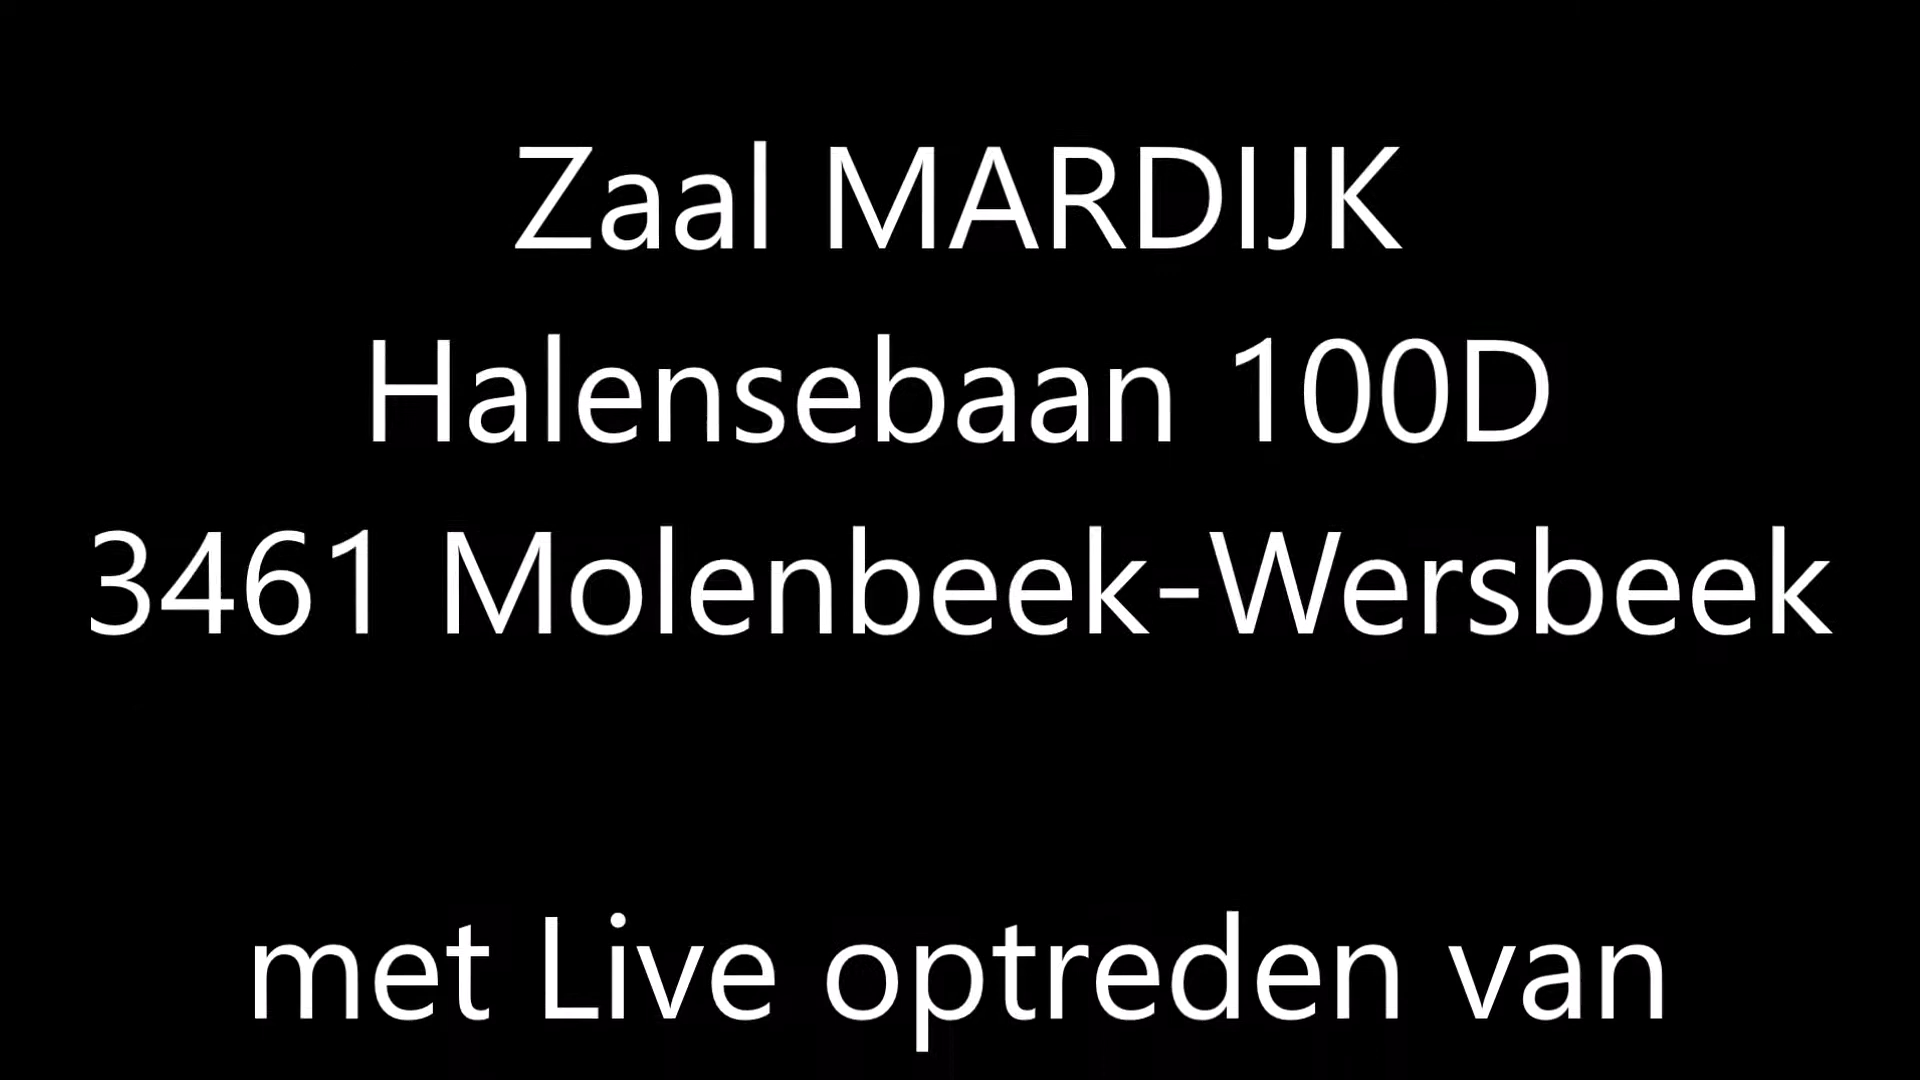 Zaal MARDIJK
Halensebaan 100D
3461 Molenbeek-Wersbeek
met Live optreden van